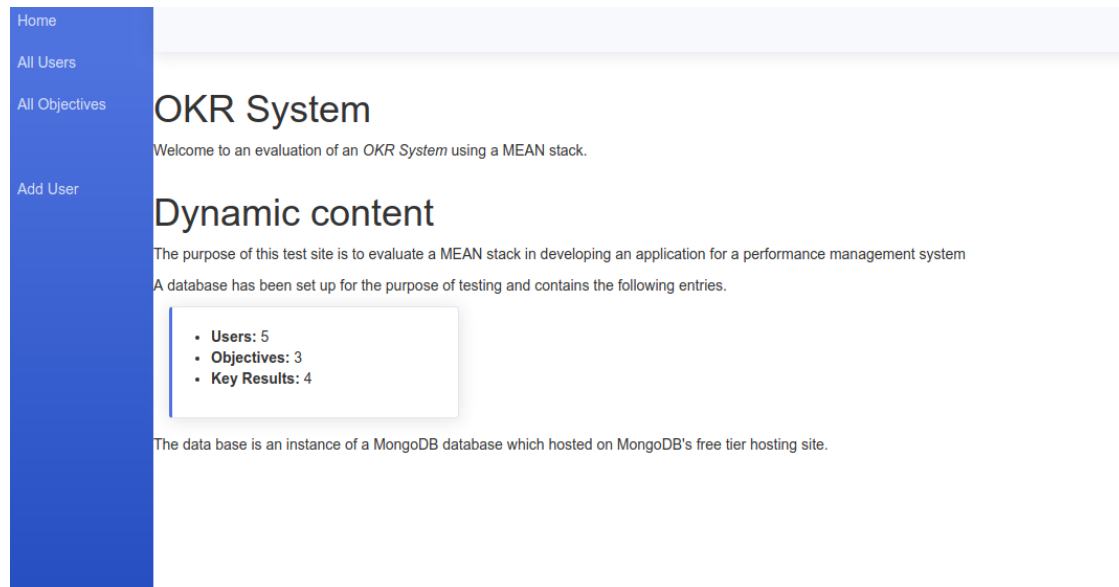 Home
All Users
All Objectives
Add User
OKR System
Welcome to an evaluation of an OKR System using a MEAN stack.
Dynamic content
The purpose of this test site is to evaluate a MEAN stack in developing an application for a performance management system
A database has been set up for the purpose of testing and contains the following entries.
• Users: 5
• Objectives: 3
• Key Results: 4
The data base is an instance of a MongoDB database which hosted on MongoDB's free tier hosting site.